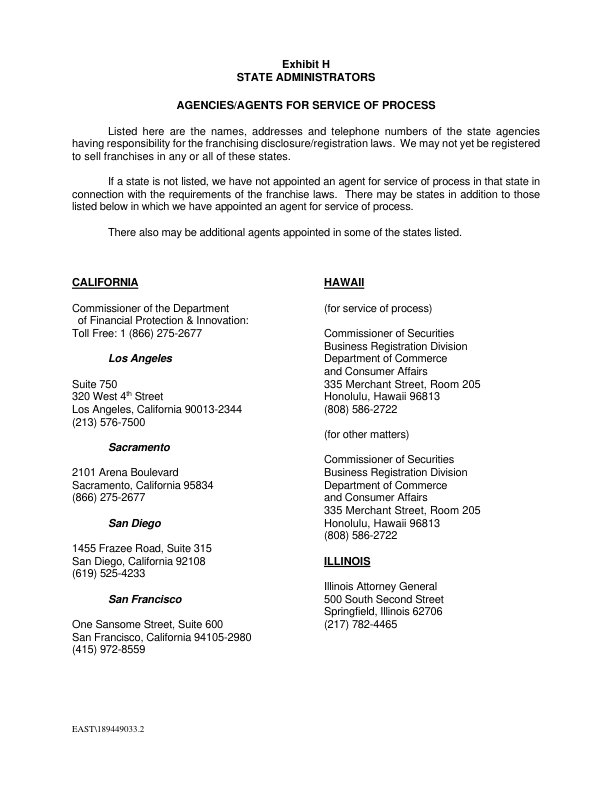 Exhibit H
STATE ADMINISTRATORS
AGENCIES/AGENTS FOR SERVICE OF PROCESS
Listed here are the names, addresses and telephone numbers of the state agencies
having responsibility for the franchising disclosure/registration laws. We may not yet be registered
to sell franchises in any or all of these states.
If a state is not listed, we have not appointed an agent for service of process in that state in
connection with the requirements of the franchise laws. There may be states in addition to those
listed below in which we have appointed an agent for service of process.
There also may be additional agents appointed in some of the states listed.
CALIFORNIA
Commissioner of the Department
of Financial Protection & Innovation:
Toll Free: 1 (866) 275-2677
Los Angeles
Suite 750
320 West 4th Street
Los Angeles, California 90013-2344
(213) 576-7500
Sacramento
2101 Arena Boulevard
Sacramento, California 95834
(866) 275-2677
San Diego
1455 Frazee Road, Suite 315
San Diego, California 92108
(619) 525-4233
San Francisco
One Sansome Street, Suite 600
San Francisco, California 94105-2980
(415) 972-8559
HAWAII
(for service of process)
Commissioner of Securities
Business Registration Division
Department of Commerce
and Consumer Affairs
335 Merchant Street, Room 205
Honolulu, Hawaii 96813
(808) 586-2722
(for other matters)
Commissioner of Securities
Business Registration Division
Department of Commerce
and Consumer Affairs
335 Merchant Street, Room 205
Honolulu, Hawaii 96813
(808) 586-2722
ILLINOIS
Illinois Attorney General
500 South Second Street
Springfield, Illinois 62706
(217) 782-4465
EAST\189449033.2